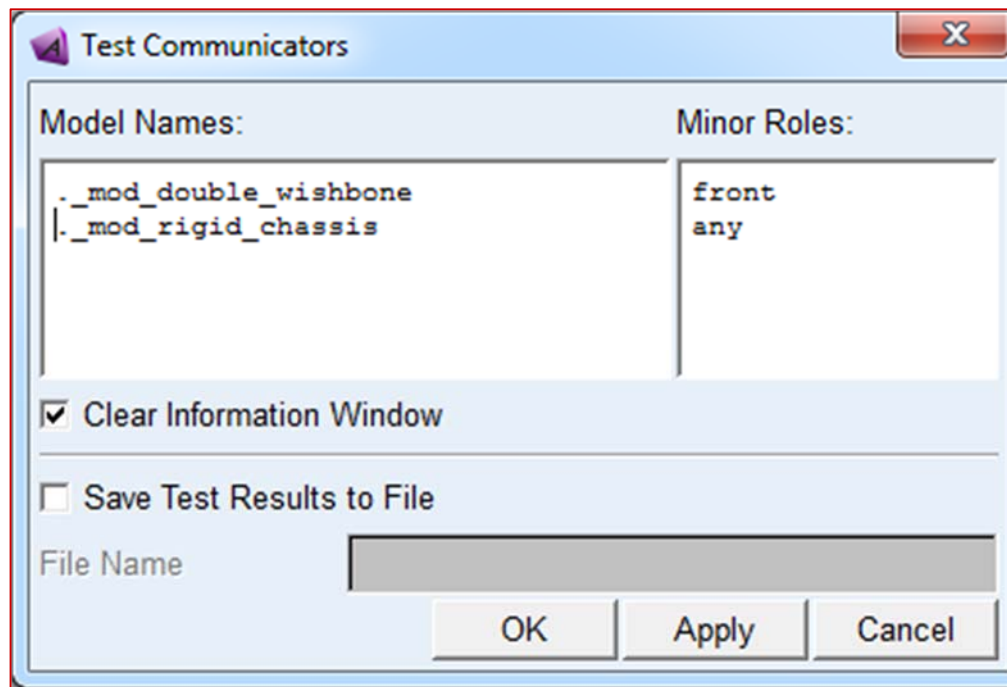 Test Communicators
Model Names:
Minor Roles:
._mod_double_wishbone
._mod_rigid_chassis
front
any
Clear Information Window
Save Test Results to File
File Name
OK
Apply
Cancel